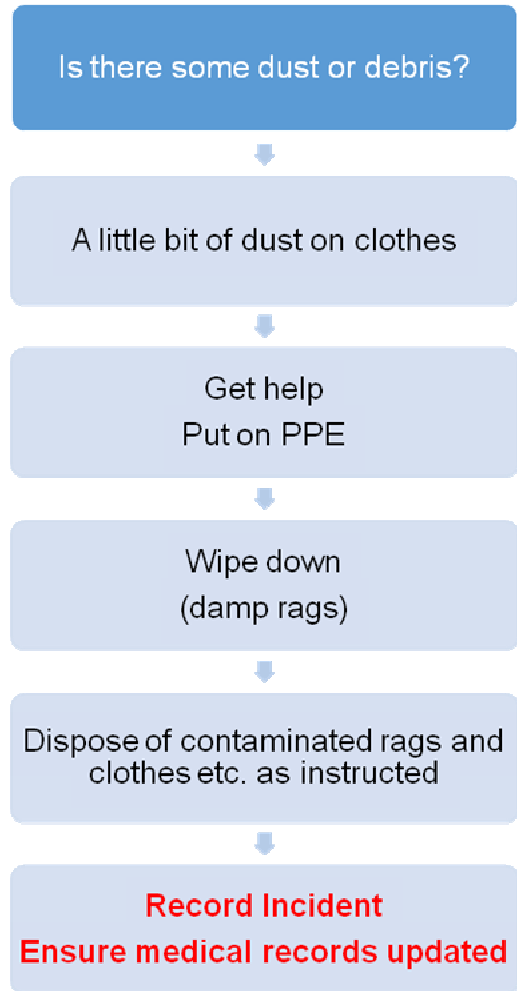 Is there some dust or debris?
A little bit of dust on clothes
Get help
Put on PPE
Wipe down
(damp rags)
Dispose of contaminated rags and
clothes etc. as instructed
Record Incident
Ensure medical records updated